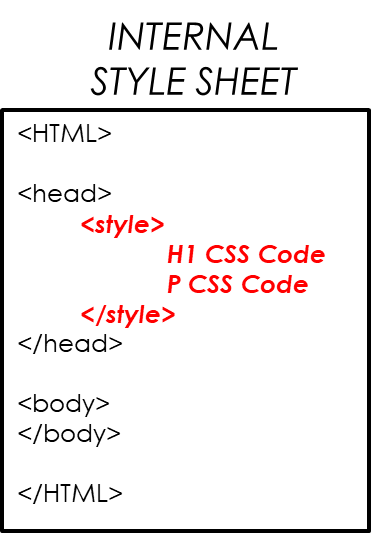 INTERNAL
STYLE SHEET
<HTML>
<head>
<style>
H1 CSS Code
P CSS Code
</style>
</head>
<body>
</body>
</HTML>